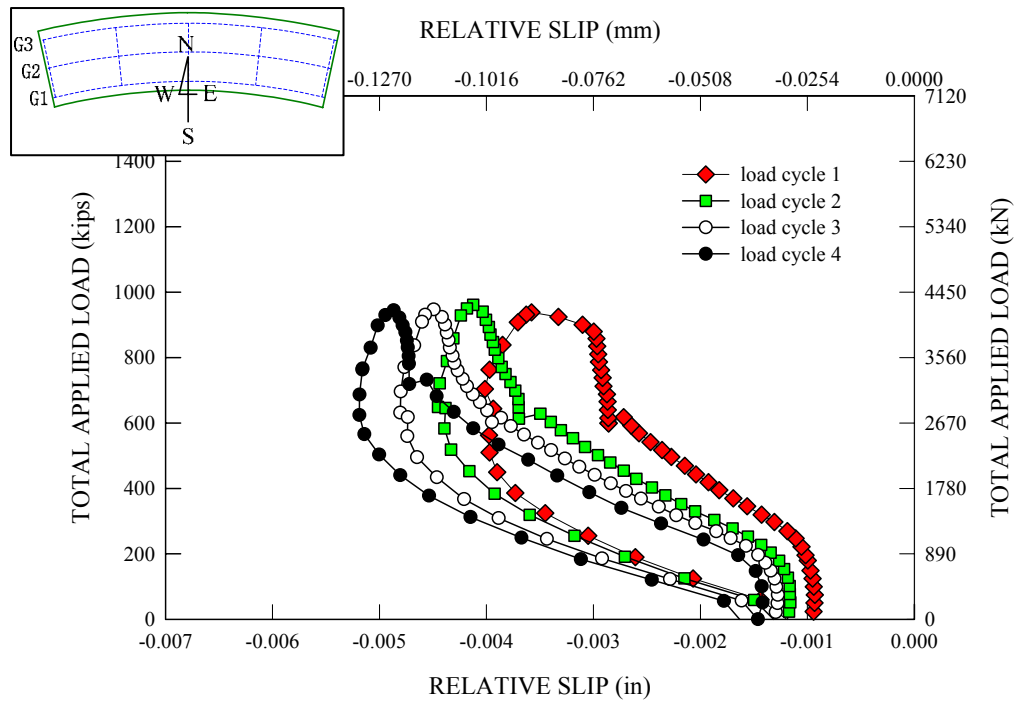 RELATIVE SLIP (mm)
-0.1270 -0.1016 -0.0762 -0.0508 -0.0254 0.0000
G3
G2
G1
N
W E
S
7120
1400 6230
1200 5340
1000 4450
800 3560
600 2670
400 1780
200 890
0 0
TOTAL APPLIED LOAD (kips)
TOTAL APPLIED LOAD (kN)
load cycle 1
load cycle 2
load cycle 3
load cycle 4
-0.007 -0.006 -0.005 -0.004 -0.003 -0.002 -0.001 0.000
RELATIVE SLIP (in)